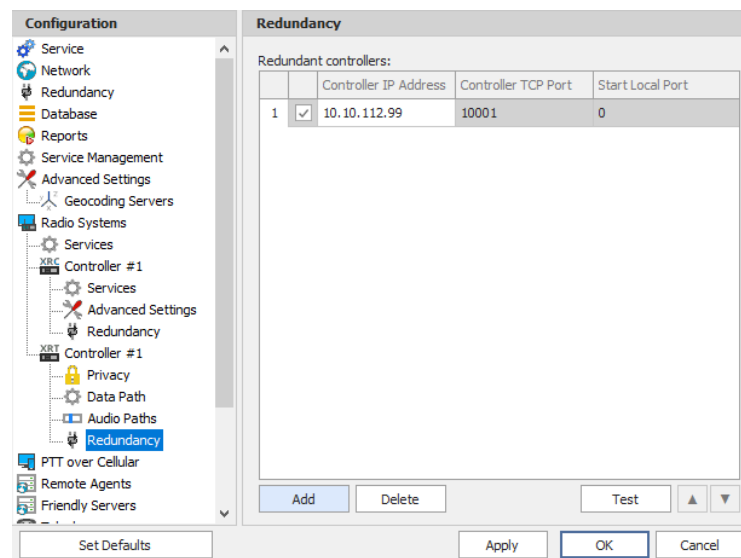 Configuration
Service
Network
Redundancy
Database
Reports
Service Management
Advanced Settings
Geocoding Servers
Radio Systems
Services
XRC Controller #1
Services
Advanced Settings
Redundancy
XRT Controller #1
Privacy
Data Path
Audio Paths
Redundancy
PTT over Cellular
Remote Agents
Friendly Servers
Set Defaults
Redundancy
Redundant controllers:
Controller IP Address Controller TCP Port Start Local Port
1 10.10.112.99 10001 0
Add Delete Test
Apply OK Cancel